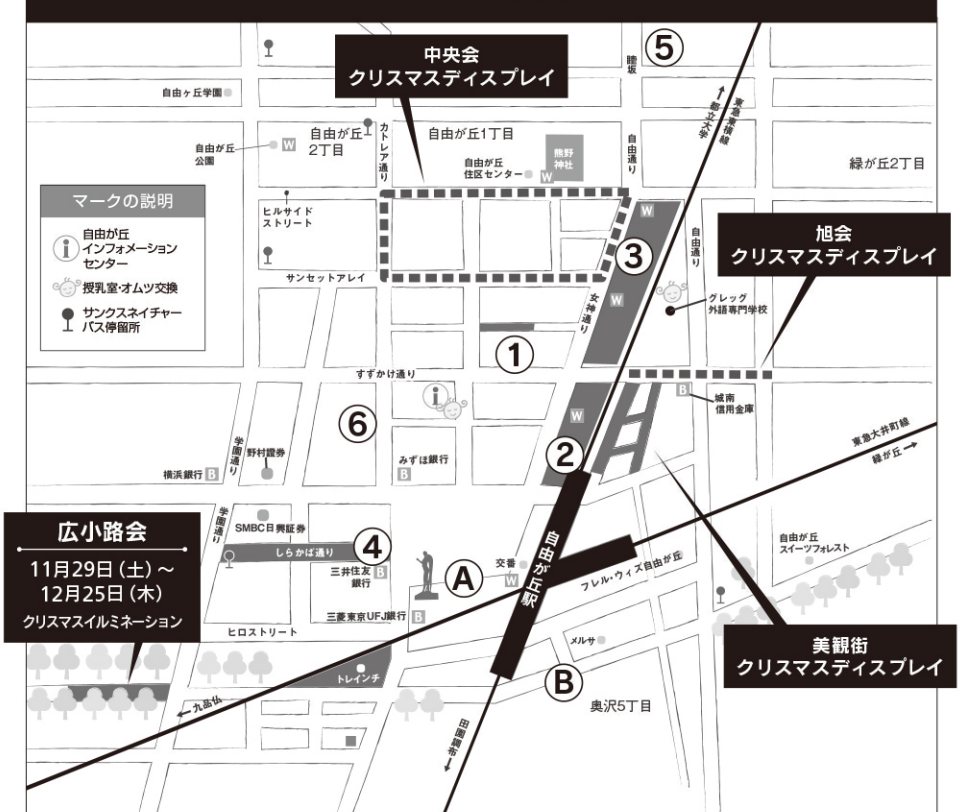 ⑤
中央会
クリスマスディスプレイ
睦坂
自由ヶ丘学園
東急東横線
都立大学
自由が丘
公園
W
自由が丘
2丁目
カトレア通り
自由が丘1丁目
自由が丘
住区センター
熊野
神社
W
自由通り
緑が丘2丁目
マークの説明
i
自由が丘
インフォメーション
センター
授乳室・オムツ交換
サンクスネイチャー
バス停留所
ヒルサイド
ストリート
サンセットアレイ
W
③
自由通り
旭会
クリスマスディスプレイ
女神通り
W
グレッグ
外語専門学校
①
すずかけ通り
i
B
城南
信用金庫
⑥
W
②
学園通り
野村證券
横浜銀行
B
みずほ銀行
B
東急大井町線
緑が丘
学園通り
SMBC日興証券
しらかば通り
④
三井住友
銀行
B
A
交番
W
自由が丘駅
自由が丘
スイーツフォレスト
フレル・ウィズ自由が丘
広小路会
11月29日(土)~
12月25日(木)
クリスマスイルミネーション
三菱東京UFJ銀行
B
ヒロストリート
メルサ
美観街
クリスマスディスプレイ
トレインチ
B
九品仏
奥沢5丁目
田園調布